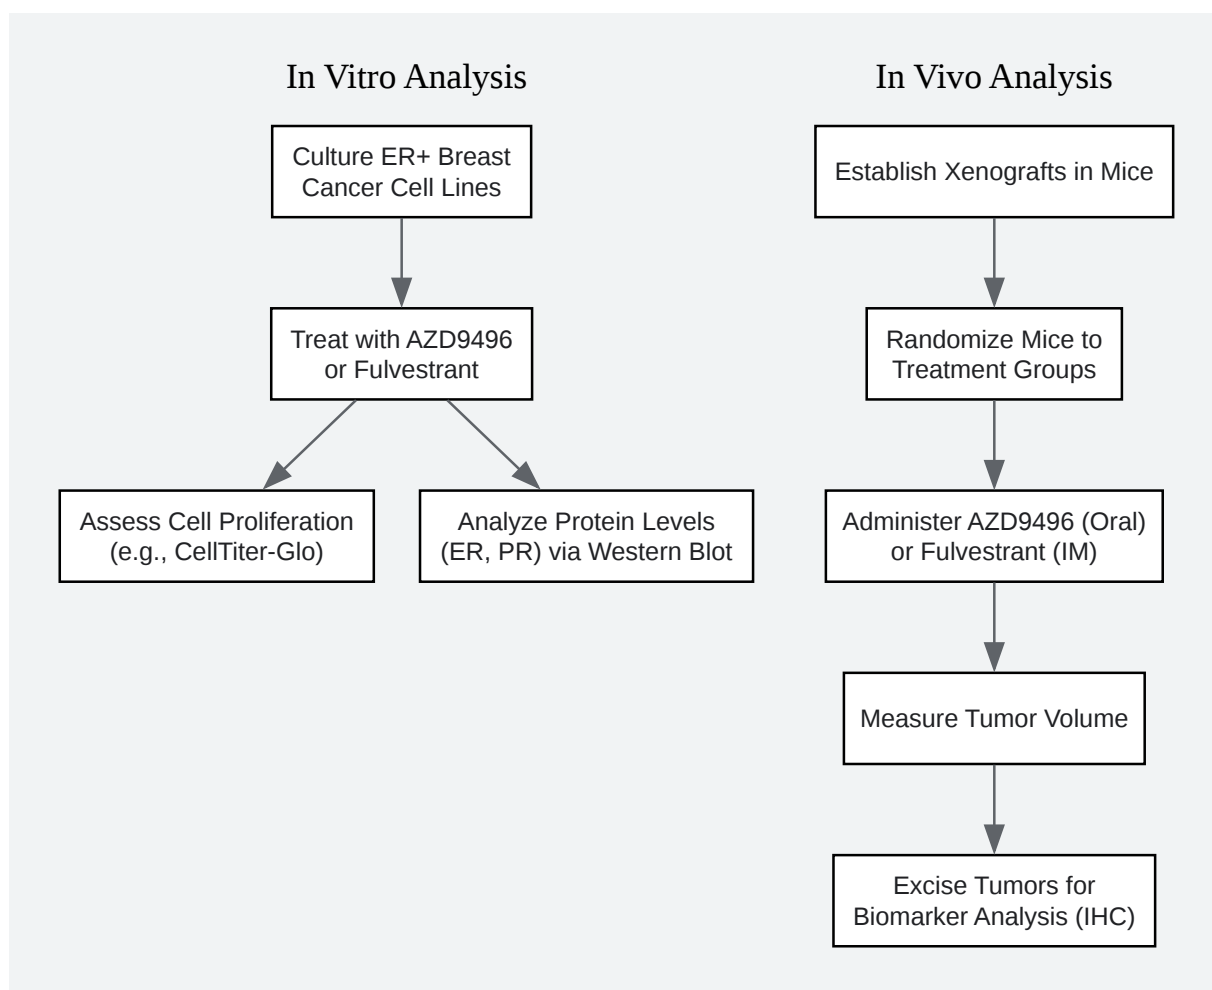 In Vitro Analysis
Culture ER+ Breast
Cancer Cell Lines
Treat with AZD9496
or Fulvestrant
Assess Cell Proliferation
(e.g., CellTiter-Glo)
Analyze Protein Levels
(ER, PR) via Western Blot
In Vivo Analysis
Establish Xenografts in Mice
Randomize Mice to
Treatment Groups
Administer AZD9496 (Oral)
or Fulvestrant (IM)
Measure Tumor Volume
Excise Tumors for
Biomarker Analysis (IHC)